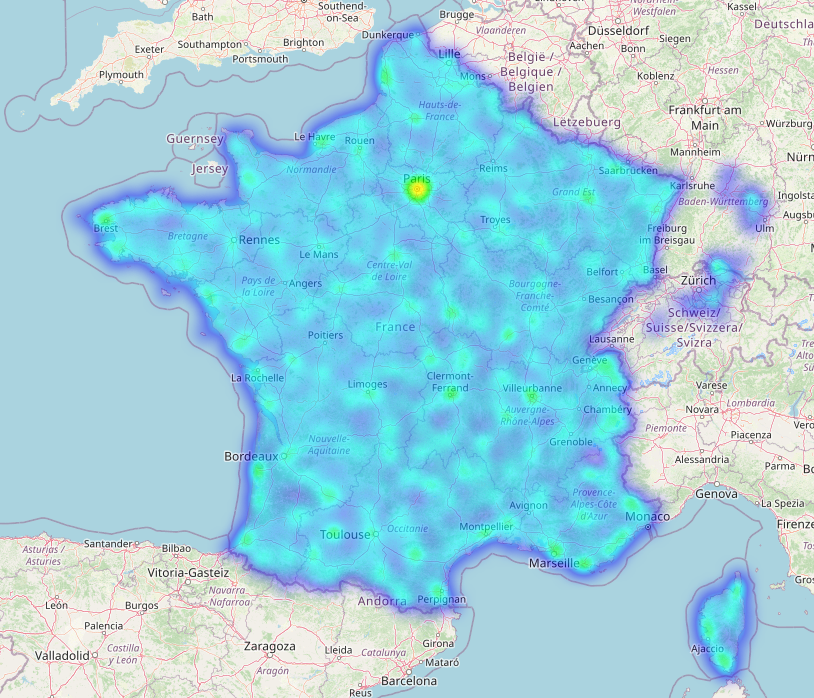 Bath
Southend-
on-Sea
Brugge
Kassel
Nordrhein-
Westfalen
Deutschla
Exeter
Southampton
Brighton
Portsmouth
Plymouth
Dunkerque
Vlaanderen
Düsseldorf
Aachen
Bonn
Siegen
Lille
Mons
België /
Belgique /
Belgien
Koblenz
Hessen
Hauts-de-
France
Frankfurt am
Main
Lëtzebuerg
Würzburg
Guernsey
Le Havre
Rouen
Jersey
Normandie
Paris
Reims
Saarbrücken
Nürn
Karlsruhe
Grand Est
Baden-Württemberg
Ingolsta
Augsbu
Ulm
Brest
Bretagne
Rennes
Troyes
Freiburg
im Breisgau
Le Mans
Centre-Val
de Loire
Belfort
Basel
Zürich
Pays de
la Loire
Angers
Bourgogne-
Franche-
Comté
Besançon
Schweiz/
Suisse/Svizzera/
Svizra
France
Poitiers
Lausanne
Genève
La Rochelle
Limoges
Clermont-
Ferrand
Villeurbanne
Annecy
Varese
Lombardia
Auvergne-
Rhône-Alpes
Chambéry
Novara
Piemonte
Piacenza
Grenoble
Nouvelle-
Aquitaine
Bordeaux
Alessandria
Parma
Genova
La Spezia
Provence-
Alpes-Côte
d'Azur
Avignon
Monaco
Firenze
Toulouse
Occitanie
Montpellier
Marseille
Santander
Bilbao
Asturias /
Asturies
Vitoria-Gasteiz
Navarra
-
Nafarroa
Andorra
Perpignan
León
Burgos
Palencia
Castilla
y León
Valladolid
Zaragoza
Aragón
Lleida
Catalunya
Girona
Mataró
Barcelona
Reus
Ajaccio